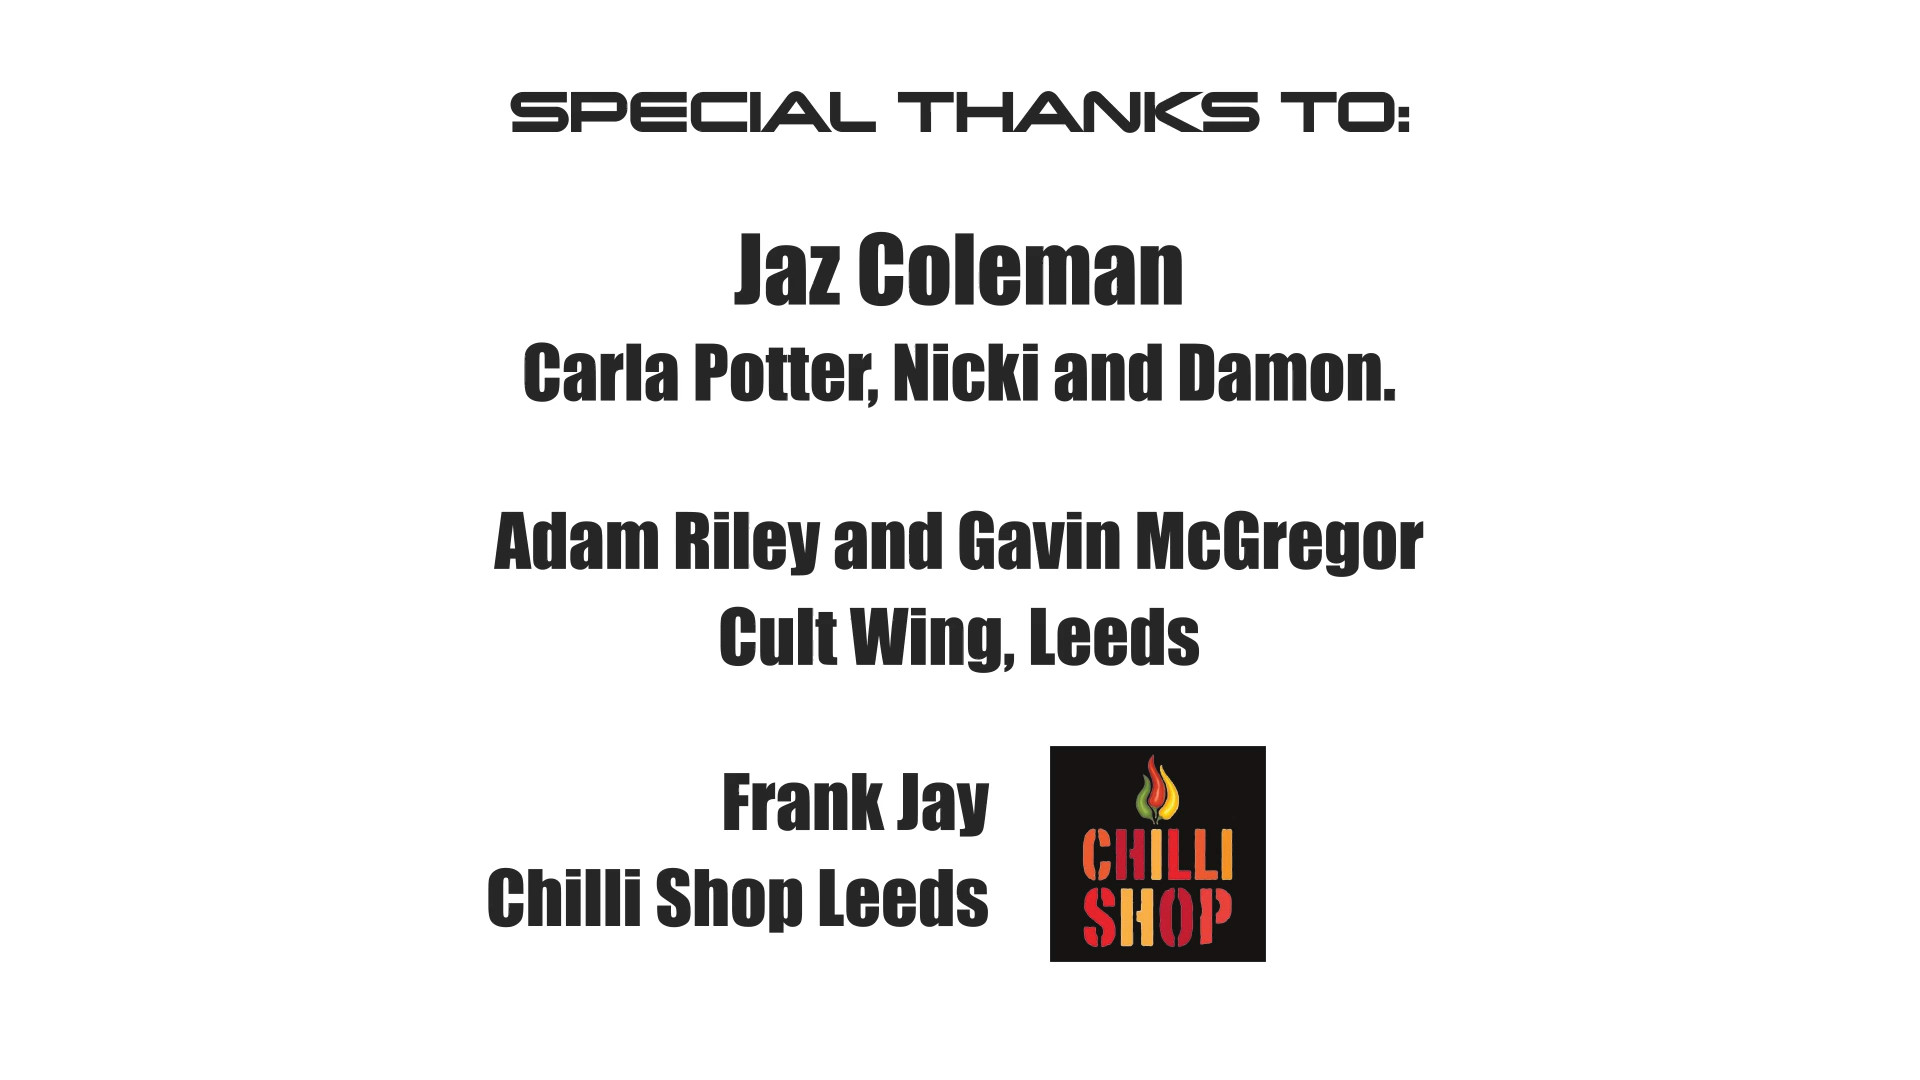 SPECIAL THANKS TO:
Jaz Coleman
Carla Potter, Nicki and Damon.
Adam Riley and Gavin McGregor
Cult Wing, Leeds
Frank Jay
Chilli Shop Leeds
CHILLI
SHOP